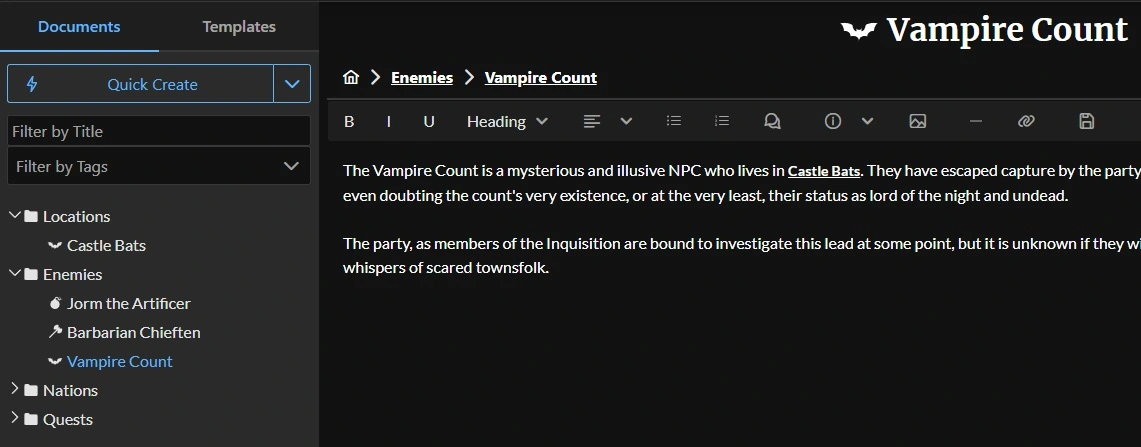 Documents
Templates
Quick Create
Filter by Title
Filter by Tags
Locations
Castle Bats
Enemies
Jorm the Artificer
Barbarian Chieften
Vampire Count
Nations
Quests
Vampire Count
Enemies Vampire Count
B I U Heading
The Vampire Count is a mysterious and illusive NPC who lives in Castle Bats. They have escaped capture by the party
even doubting the count's very existence, or at the very least, their status as lord of the night and undead.
The party, as members of the Inquisition are bound to investigate this lead at some point, but it is unknown if they
whispers of scared townsfolk.